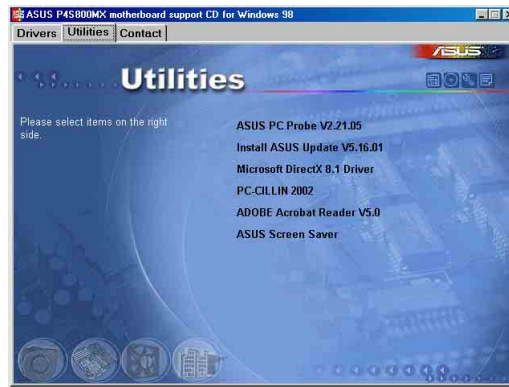 ASUS P4S800MX motherboard support CD for Windows 98
Drivers Utilities Contact
ASUS
Utilities
Please select items on the right
side.
ASUS PC Probe V2.21.05
Install ASUS Update V5.16.01
Microsoft DirectX 8.1 Driver
PC-CILLIN 2002
ADOBE Acrobat Reader V5.0
ASUS Screen Saver